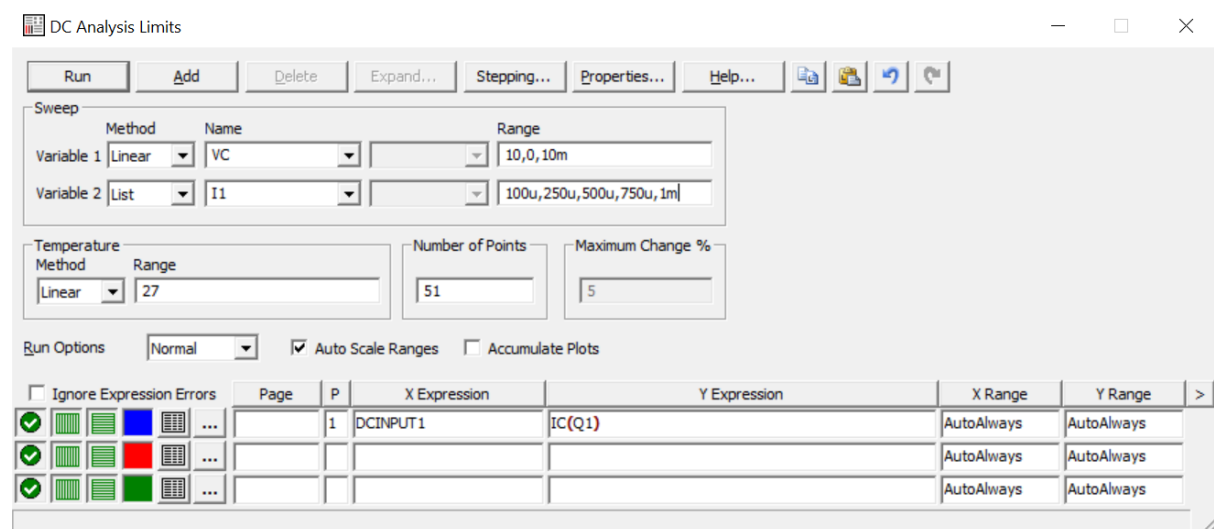 DC Analysis Limits
Run Add Delete Expand... Stepping... Properties... Help...
Sweep
Method Name Range
Variable 1 Linear VC 10,0,10m
Variable 2 List I1 100u,250u,500u,750u,1m
Temperature Number of Points Maximum Change %
Method Range
Linear 27 51 5
Run Options Normal Auto Scale Ranges Accumulate Plots
Ignore Expression Errors Page P X Expression Y Expression X Range Y Range >
... 1 DCINPUT1 IC(Q1) AutoAlways AutoAlways
... AutoAlways AutoAlways
... AutoAlways AutoAlways